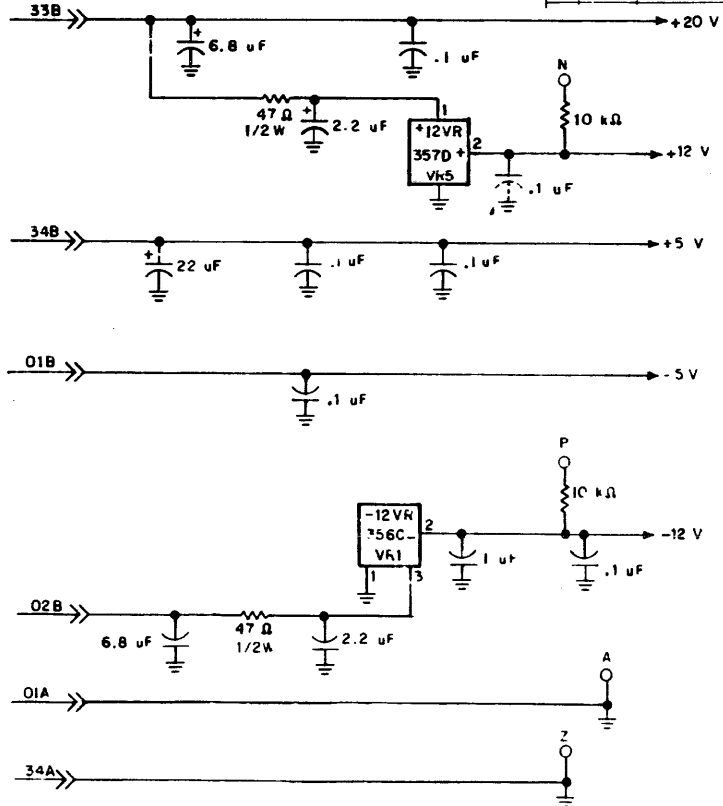 33B
+20 V
+
6.8 uF
.1 uF
N
47 Ω
1/2 W
+
2.2 uF
1
+12VR
357D +
VR5
2
10 kΩ
+12 V
.1 uF
34B
+5 V
+
22 uF
.1 uF
.1 uF
01B
-5 V
.1 uF
P
10 kΩ
-12VR
356C -
VR1
2
1
3
-12 V
1 uF
.1 uF
02B
6.8 uF
47 Ω
1/2W
2.2 uF
01A
A
34A
Z